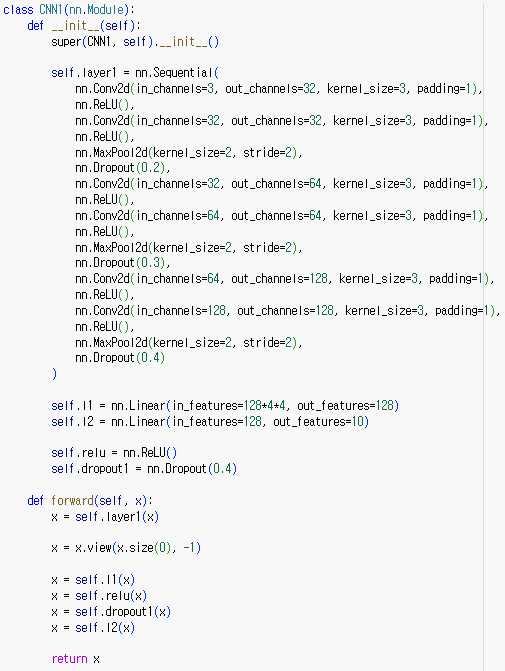 class CNN1(nn.Module):
    def __init__(self):
        super(CNN1, self).__init__()

        self.layer1 = nn.Sequential(
            nn.Conv2d(in_channels=3, out_channels=32, kernel_size=3, padding=1),
            nn.ReLU(),
            nn.Conv2d(in_channels=32, out_channels=32, kernel_size=3, padding=1),
            nn.ReLU(),
            nn.MaxPool2d(kernel_size=2, stride=2),
            nn.Dropout(0.2),
            nn.Conv2d(in_channels=32, out_channels=64, kernel_size=3, padding=1),
            nn.ReLU(),
            nn.Conv2d(in_channels=64, out_channels=64, kernel_size=3, padding=1),
            nn.ReLU(),
            nn.MaxPool2d(kernel_size=2, stride=2),
            nn.Dropout(0.3),
            nn.Conv2d(in_channels=64, out_channels=128, kernel_size=3, padding=1),
            nn.ReLU(),
            nn.Conv2d(in_channels=128, out_channels=128, kernel_size=3, padding=1),
            nn.ReLU(),
            nn.MaxPool2d(kernel_size=2, stride=2),
            nn.Dropout(0.4)
        )

        self.l1 = nn.Linear(in_features=128*4*4, out_features=128)
        self.l2 = nn.Linear(in_features=128, out_features=10)

        self.relu = nn.ReLU()
        self.dropout1 = nn.Dropout(0.4)

    def forward(self, x):
        x = self.layer1(x)

        x = x.view(x.size(0), -1)

        x = self.l1(x)
        x = self.relu(x)
        x = self.dropout1(x)
        x = self.l2(x)

        return x